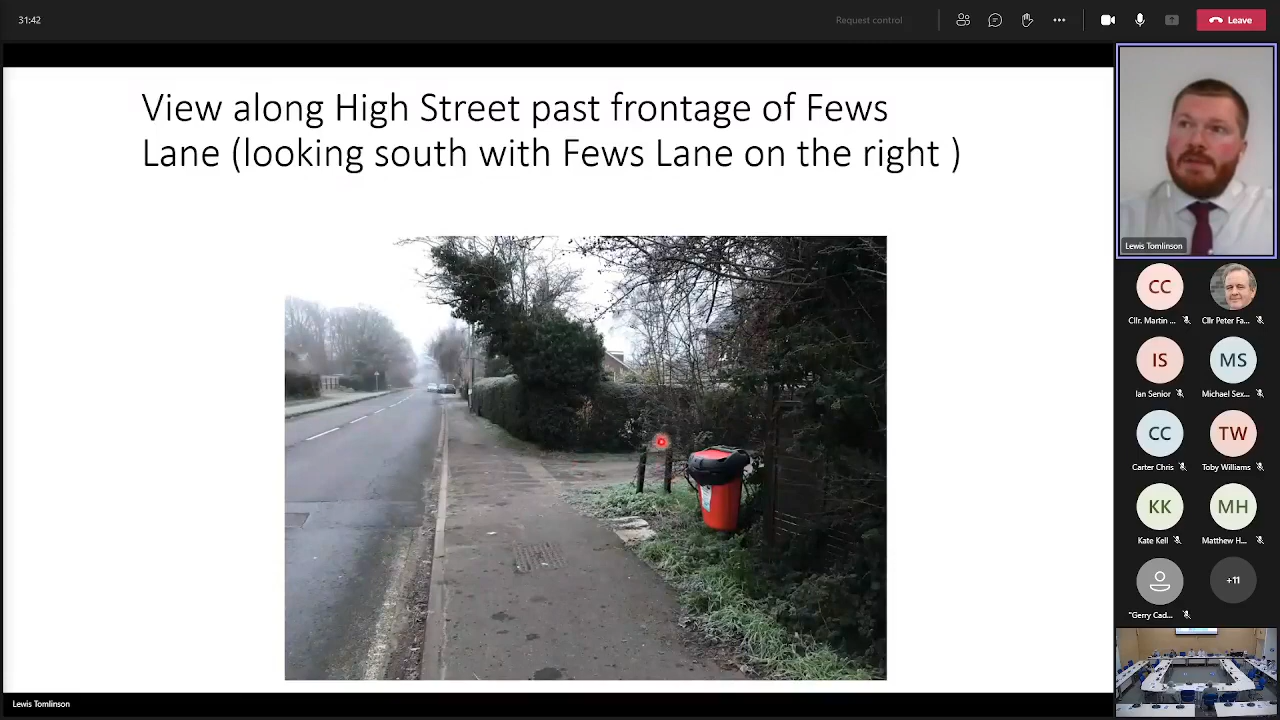 31:42
Request control
Leave
View along High Street past frontage of Fews
Lane (looking south with Fews Lane on the right )
Lewis Tomlinson
CC
Cllr. Martin ...
Cllr Peter Fa...
IS
MS
Ian Senior
Michael Sex...
CC
TW
Carter Chris
Toby Williams
KK
MH
Kate Kell
Matthew H...
+11
"Gerry Cad...
Lewis Tomlinson